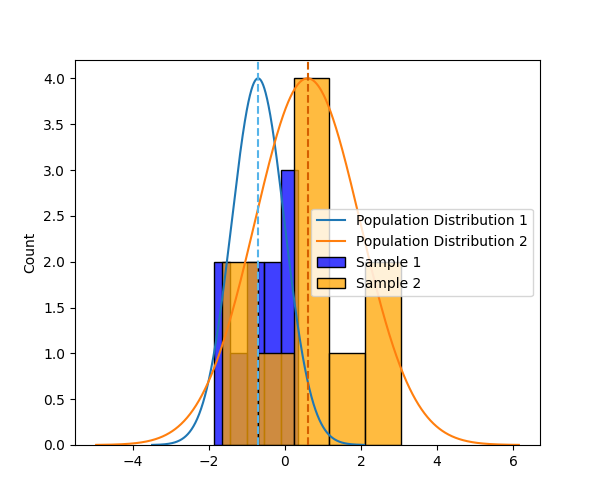 4.0
3.5
3.0
2.5
2.0
1.5
1.0
0.5
0.0
Count
Population Distribution 1
Population Distribution 2
Sample 1
Sample 2
−4 −2 0 2 4 6